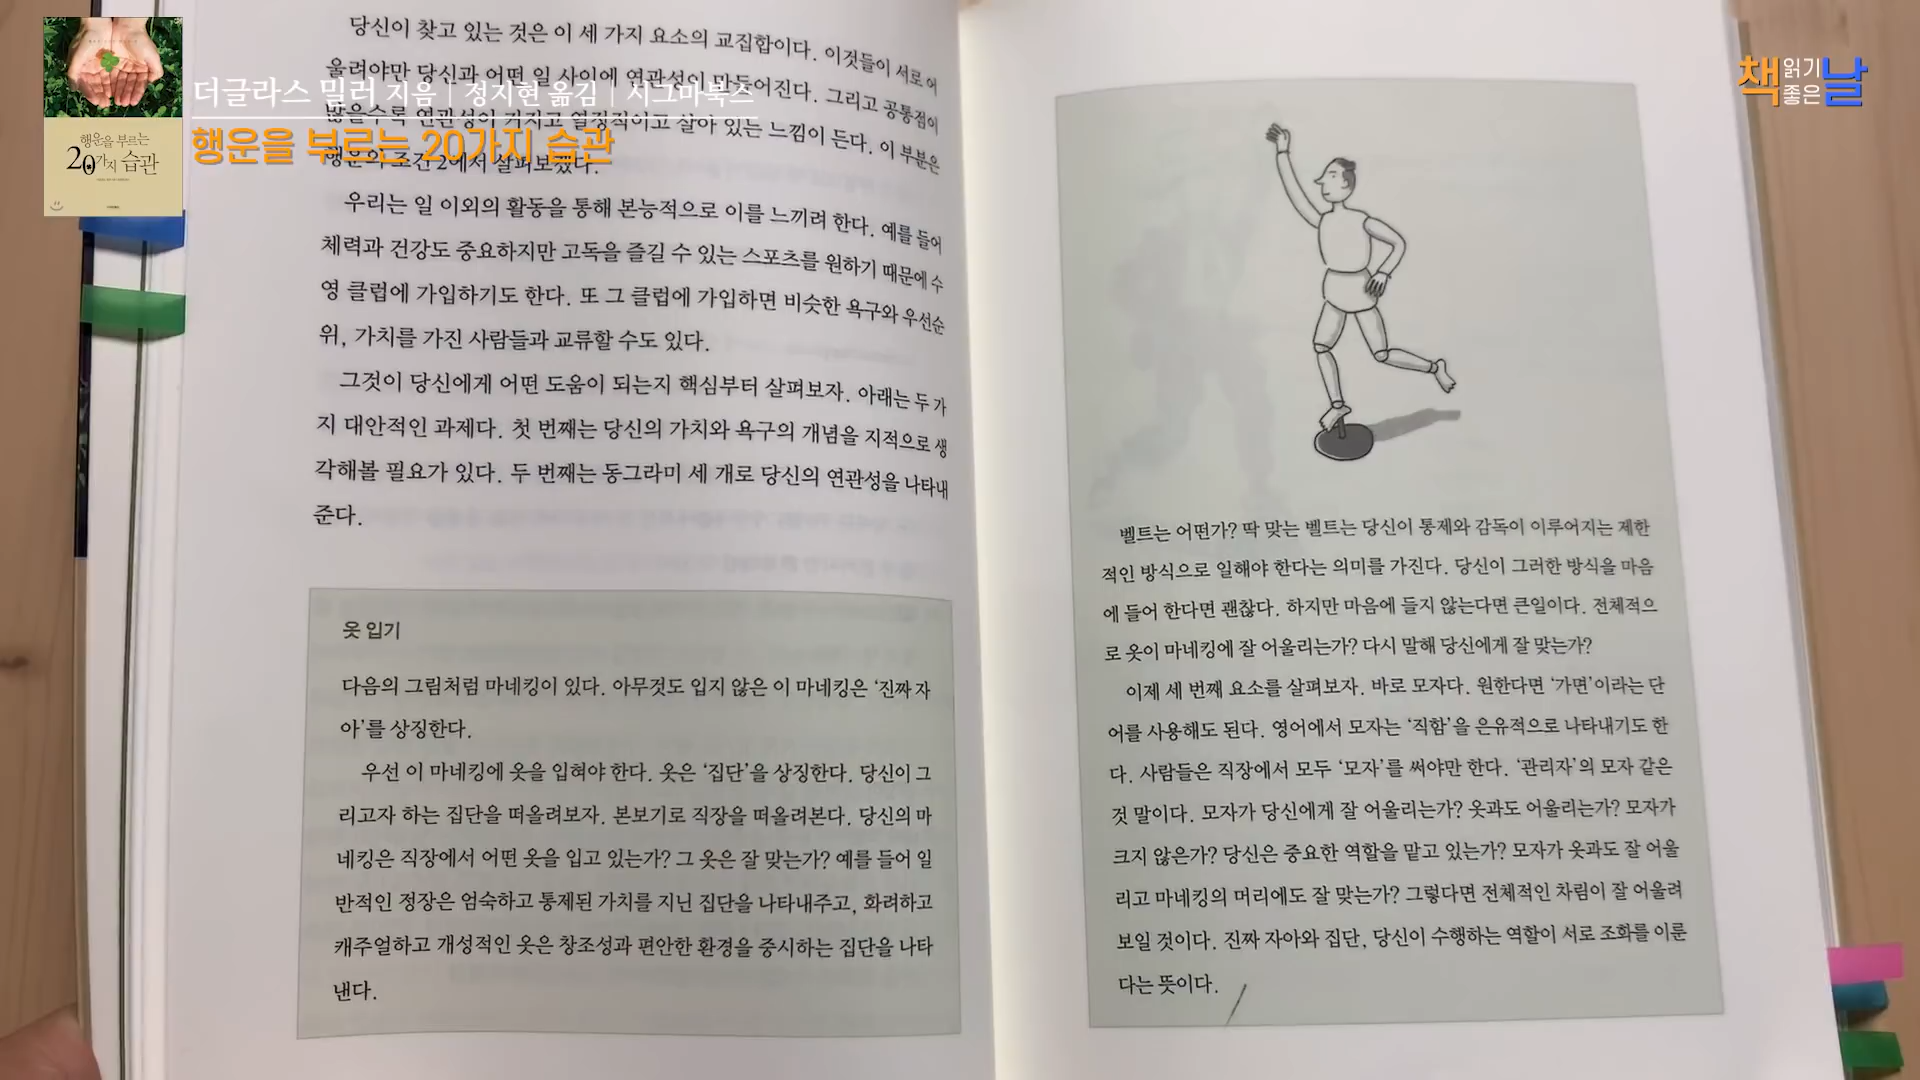 더글라스 밀러 지음 | 정지현 옮김 | 시그마북스
행운을 부르는 20가지 습관
행운을 부르는
20가지 습관
책 읽기 좋은 날
당신이 찾고 있는 것은 이 세 가지 요소의 교집합이다. 이것들이 서로 어
울려야만 당신과 어떤 일 사이에 연관성이 만들어진다. 그리고 공통점이
많을수록 연관성이 커지고 열정적이고 살아 있는 느낌이 든다. 이 부분은
행운의 조건 2에서 살펴보았다.
우리는 일 이외의 활동을 통해 본능적으로 이를 느끼려 한다. 예를 들어
체력과 건강도 중요하지만 고독을 즐길 수 있는 스포츠를 원하기 때문에 수
영 클럽에 가입하기도 한다. 또 그 클럽에 가입하면 비슷한 욕구와 우선순
위, 가치를 가진 사람들과 교류할 수도 있다.
그것이 당신에게 어떤 도움이 되는지 핵심부터 살펴보자. 아래는 두 가
지 대안적인 과제다. 첫 번째는 당신의 가치와 욕구의 개념을 지적으로 생
각해볼 필요가 있다. 두 번째는 동그라미 세 개로 당신의 연관성을 나타내
준다.
옷 입기
다음의 그림처럼 마네킹이 있다. 아무것도 입지 않은 이 마네킹은 ‘진짜 자
아’를 상징한다.
우선 이 마네킹에 옷을 입혀야 한다. 옷은 ‘집단’을 상징한다. 당신이 그
리고자 하는 집단을 떠올려보자. 본보기로 직장을 떠올려본다. 당신의 마
네킹은 직장에서 어떤 옷을 입고 있는가? 그 옷은 잘 맞는가? 예를 들어 일
반적인 정장은 엄숙하고 통제된 가치를 지닌 집단을 나타내주고, 화려하고
캐주얼하고 개성적인 옷은 창조성과 편안한 환경을 중시하는 집단을 나타
낸다.
벨트는 어떤가? 딱 맞는 벨트는 당신이 통제와 감독이 이루어지는 제한
적인 방식으로 일해야 한다는 의미를 가진다. 당신이 그러한 방식을 마음
에 들어 한다면 괜찮다. 하지만 마음에 들지 않는다면 큰일이다. 전체적으
로 옷이 마네킹에 잘 어울리는가? 다시 말해 당신에게 잘 맞는가?
이제 세 번째 요소를 살펴보자. 바로 모자다. 원한다면 ‘가면’이라는 단
어를 사용해도 된다. 영어에서 모자는 ‘직함’을 은유적으로 나타내기도 한
다. 사람들은 직장에서 모두 ‘모자’를 써야만 한다. ‘관리자’의 모자 같은
것 말이다. 모자가 당신에게 잘 어울리는가? 옷과도 어울리는가? 모자가
크지 않은가? 당신은 중요한 역할을 맡고 있는가? 모자가 옷과도 잘 어울
리고 마네킹의 머리에도 잘 맞는가? 그렇다면 전체적인 차림이 잘 어울려
보일 것이다. 진짜 자아와 집단, 당신이 수행하는 역할이 서로 조화를 이룬
다는 뜻이다.